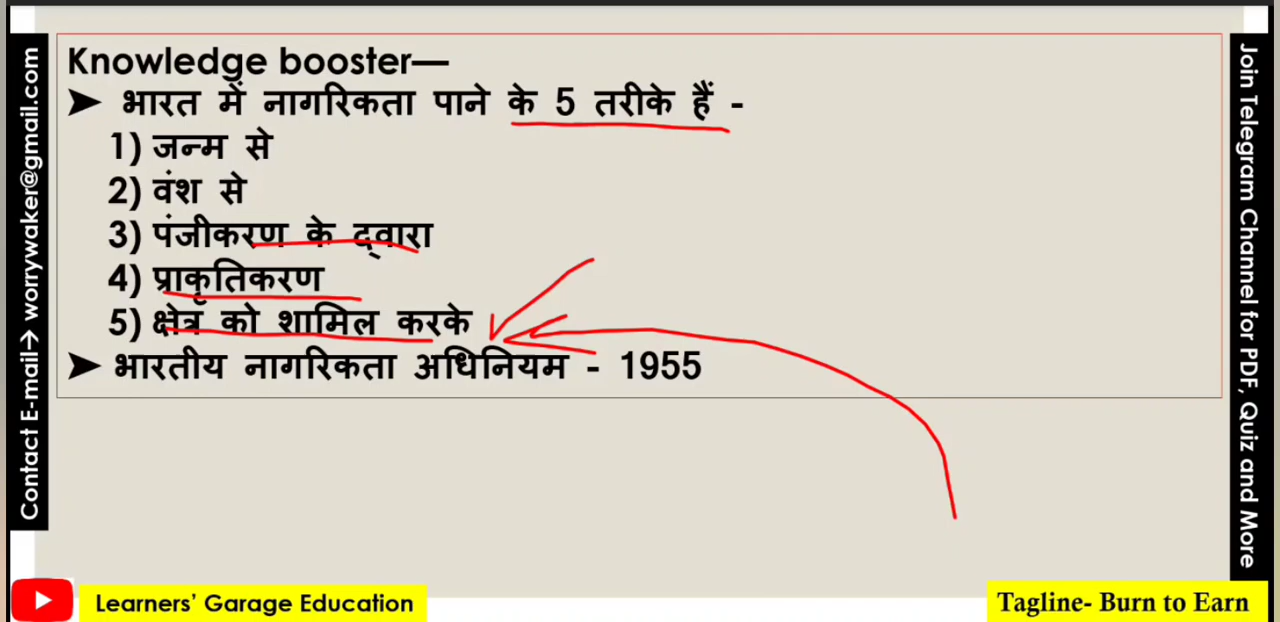 Knowledge booster—
➤ भारत में नागरिकता पाने के 5 तरीके हैं -
1) जन्म से
2) वंश से
3) पंजीकरण के द्वारा
4) प्राकृतिकरण
5) क्षेत्र को शामिल करके
➤ भारतीय नागरिकता अधिनियम - 1955
Contact E-mail→ worrywaker@gmail.com
Join Telegram Channel for PDF, Quiz and More
Learners' Garage Education
Tagline- Burn to Earn